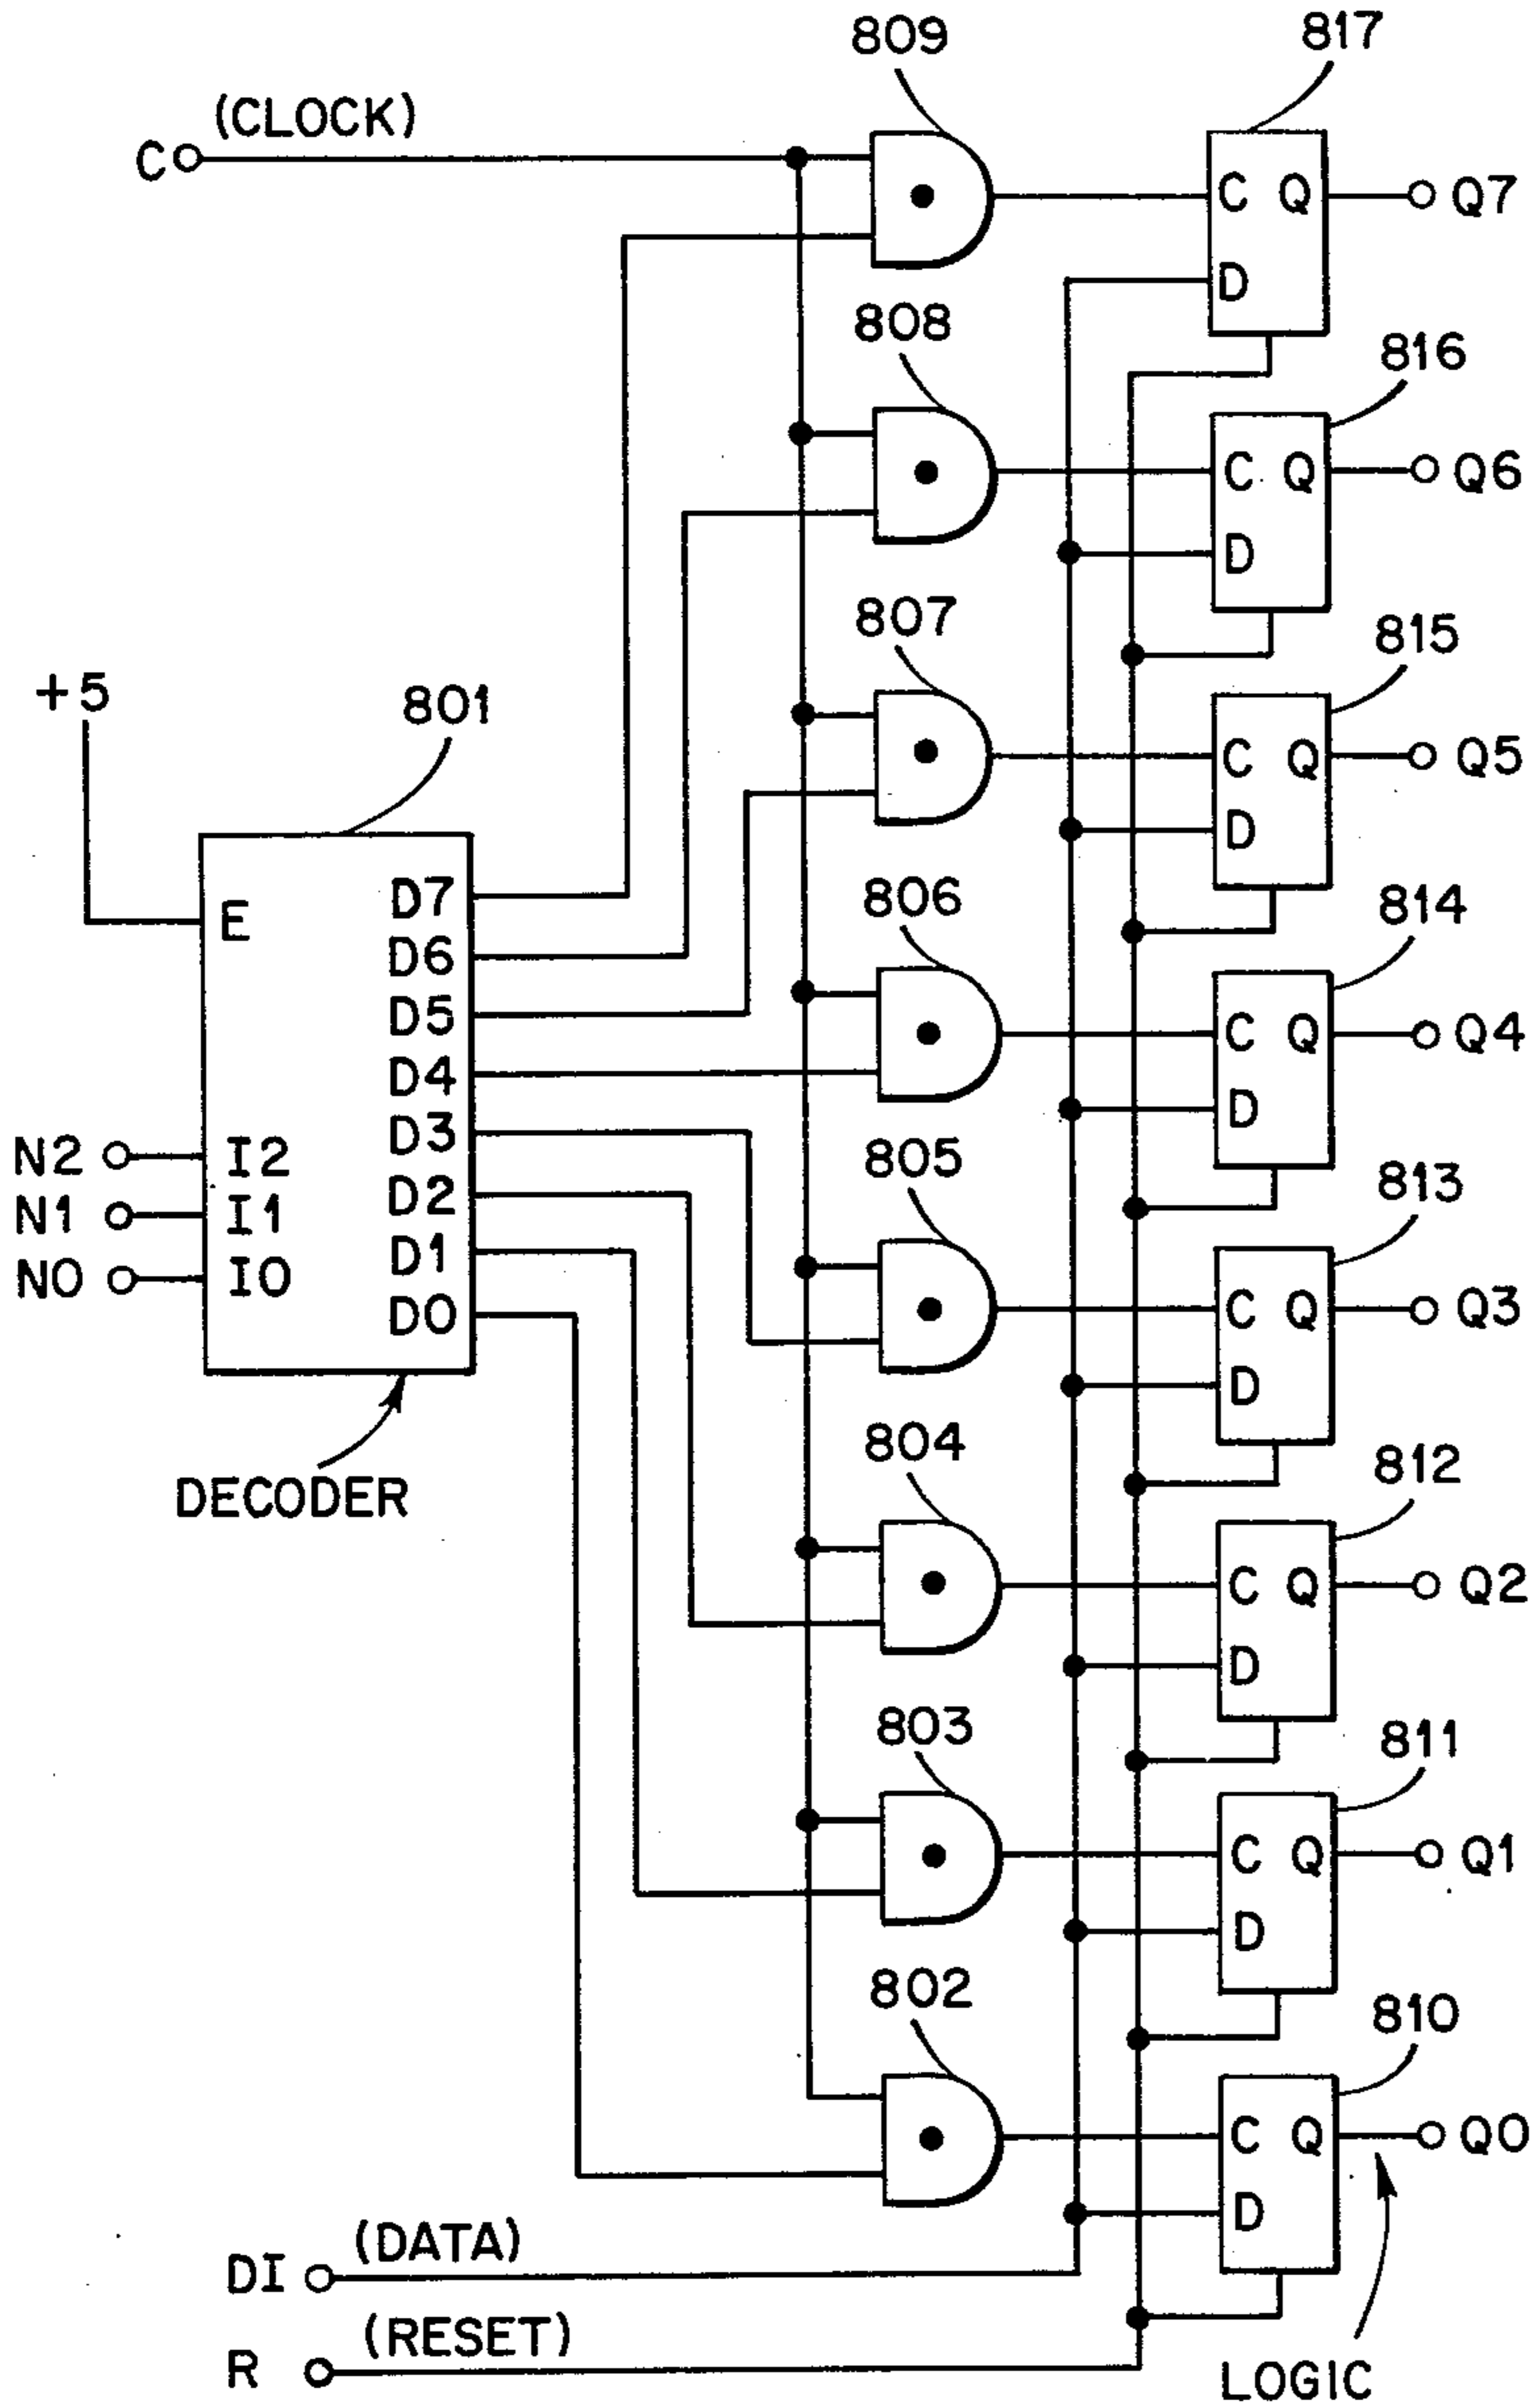 809
817
(CLOCK)
C
C Q
Q7
D
808
816
C Q
Q6
D
807
815
+5
801
C Q
Q5
D
806
814
E
D7
D6
D5
D4
D3
D2
D1
D0
C Q
Q4
D
N2
I2
N1
I1
N0
I0
805
813
C Q
Q3
D
DECODER
804
812
C Q
Q2
D
803
811
C Q
Q1
D
802
810
C Q
Q0
D
DI
(DATA)
R
(RESET)
LOGIC